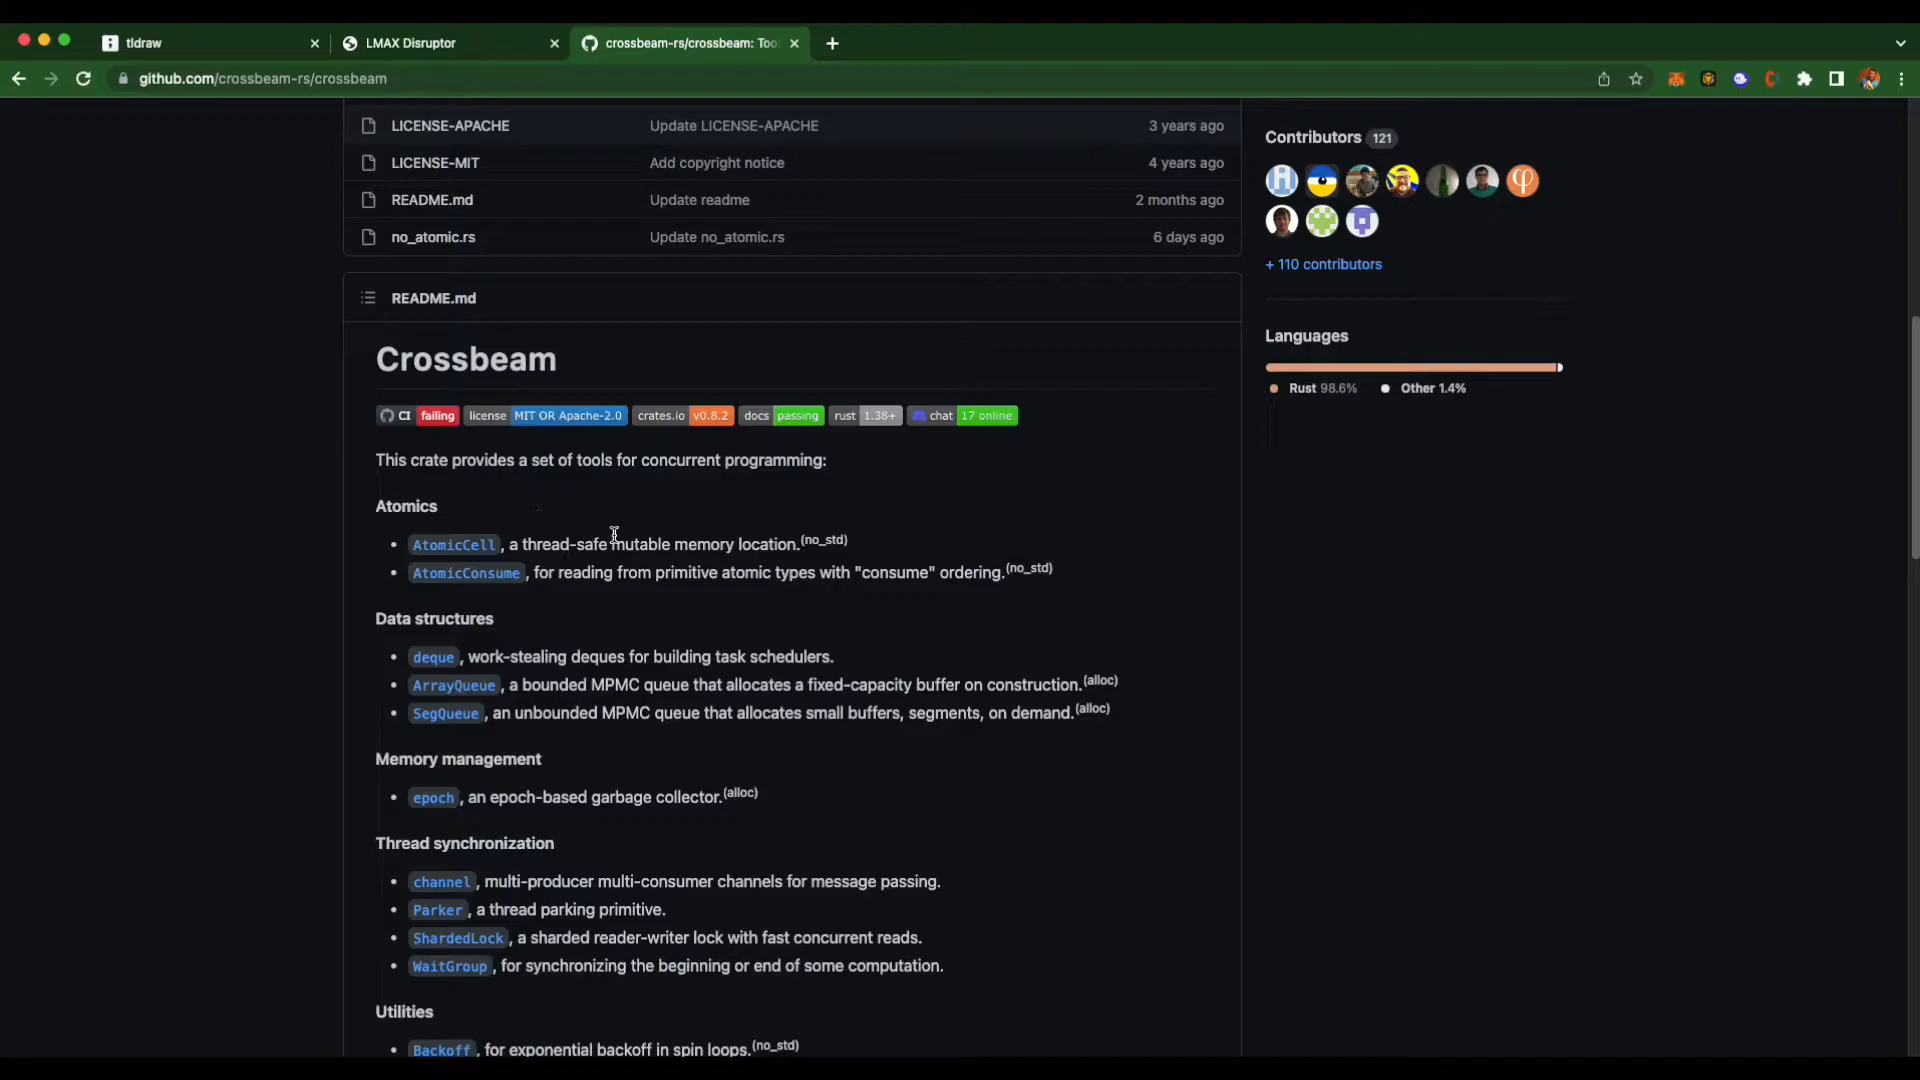 tldraw
LMAX Disruptor
crossbeam-rs/crossbeam: Too
github.com/crossbeam-rs/crossbeam
LICENSE-APACHE Update LICENSE-APACHE 3 years ago
LICENSE-MIT Add copyright notice 4 years ago
README.md Update readme 2 months ago
no_atomic.rs Update no_atomic.rs 6 days ago
README.md
Crossbeam
CI failing license MIT OR Apache-2.0 crates.io v0.8.2 docs passing rust 1.38+ chat 17 online
This crate provides a set of tools for concurrent programming:
Atomics
• AtomicCell, a thread-safe mutable memory location.(no_std)
• AtomicConsume, for reading from primitive atomic types with "consume" ordering.(no_std)
Data structures
• deque, work-stealing deques for building task schedulers.
• ArrayQueue, a bounded MPMC queue that allocates a fixed-capacity buffer on construction.(alloc)
• SegQueue, an unbounded MPMC queue that allocates small buffers, segments, on demand.(alloc)
Memory management
• epoch, an epoch-based garbage collector.(alloc)
Thread synchronization
• channel, multi-producer multi-consumer channels for message passing.
• Parker, a thread parking primitive.
• ShardedLock, a sharded reader-writer lock with fast concurrent reads.
• WaitGroup, for synchronizing the beginning or end of some computation.
Utilities
• Backoff, for exponential backoff in spin loops.(no_std)
Contributors 121
+ 110 contributors
Languages
Rust 98.6% Other 1.4%